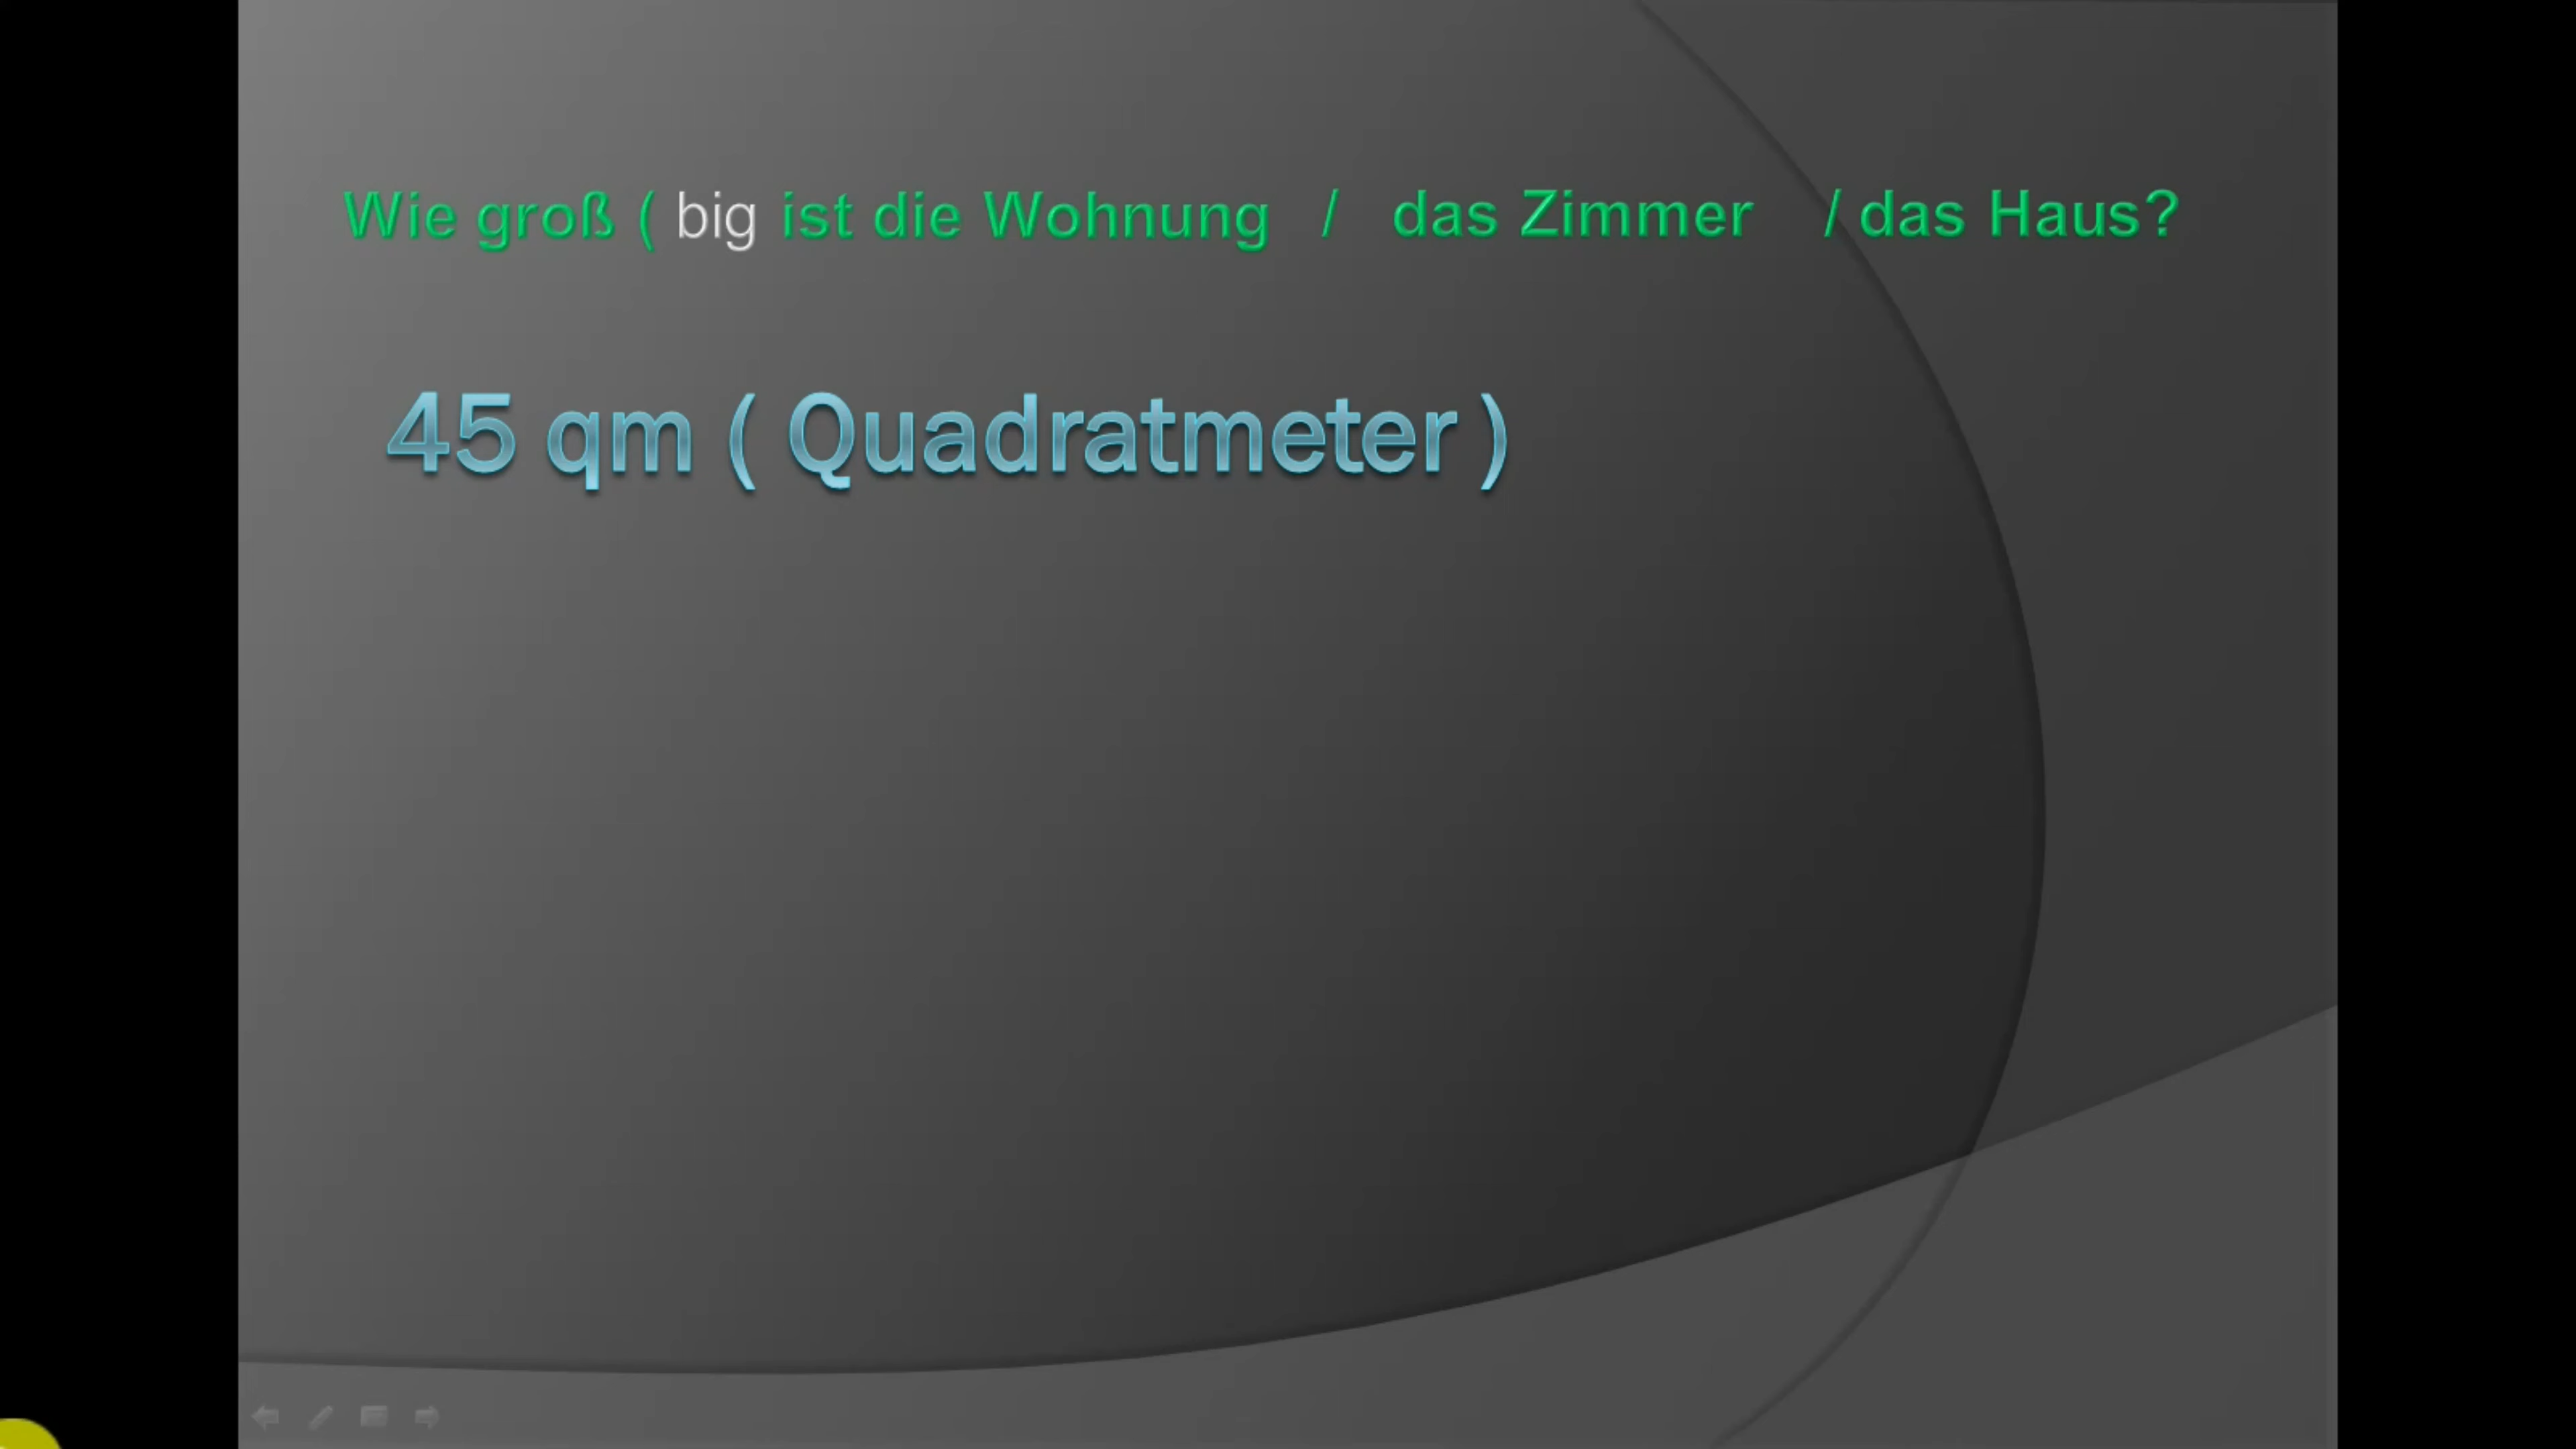 Wie groß ( big ist die Wohnung / das Zimmer / das Haus?
45 qm ( Quadratmeter )